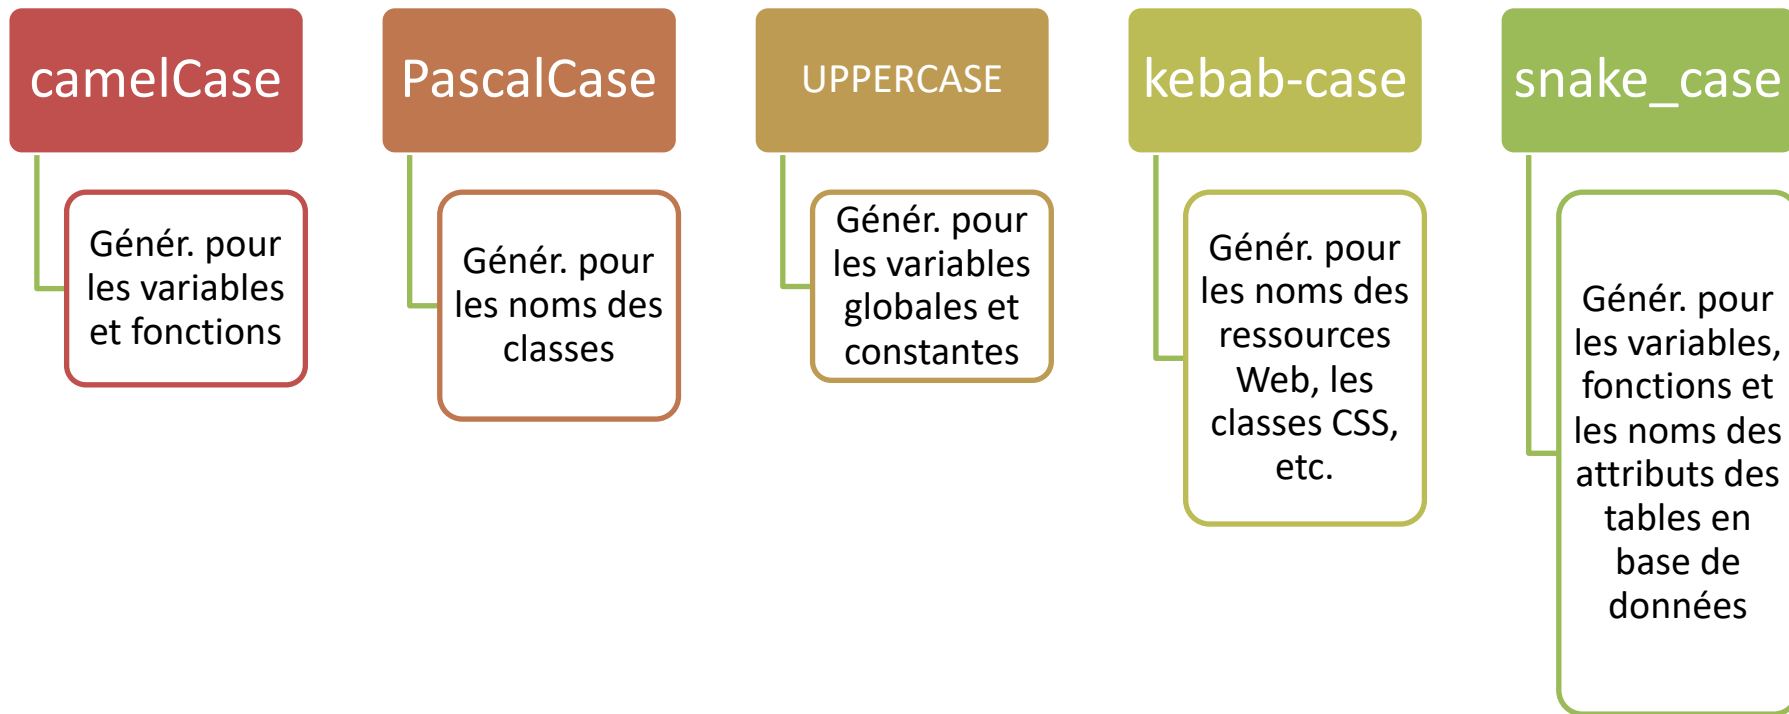 camelCase
Génér. pour
les variables
et fonctions
PascalCase
Génér. pour
les noms des
classes
UPPERCASE
Génér. pour
les variables
globales et
constantes
kebab-case
Génér. pour
les noms des
ressources
Web, les
classes CSS,
etc.
snake_case
Génér. pour
les variables,
fonctions et
les noms des
attributs des
tables en
base de
données